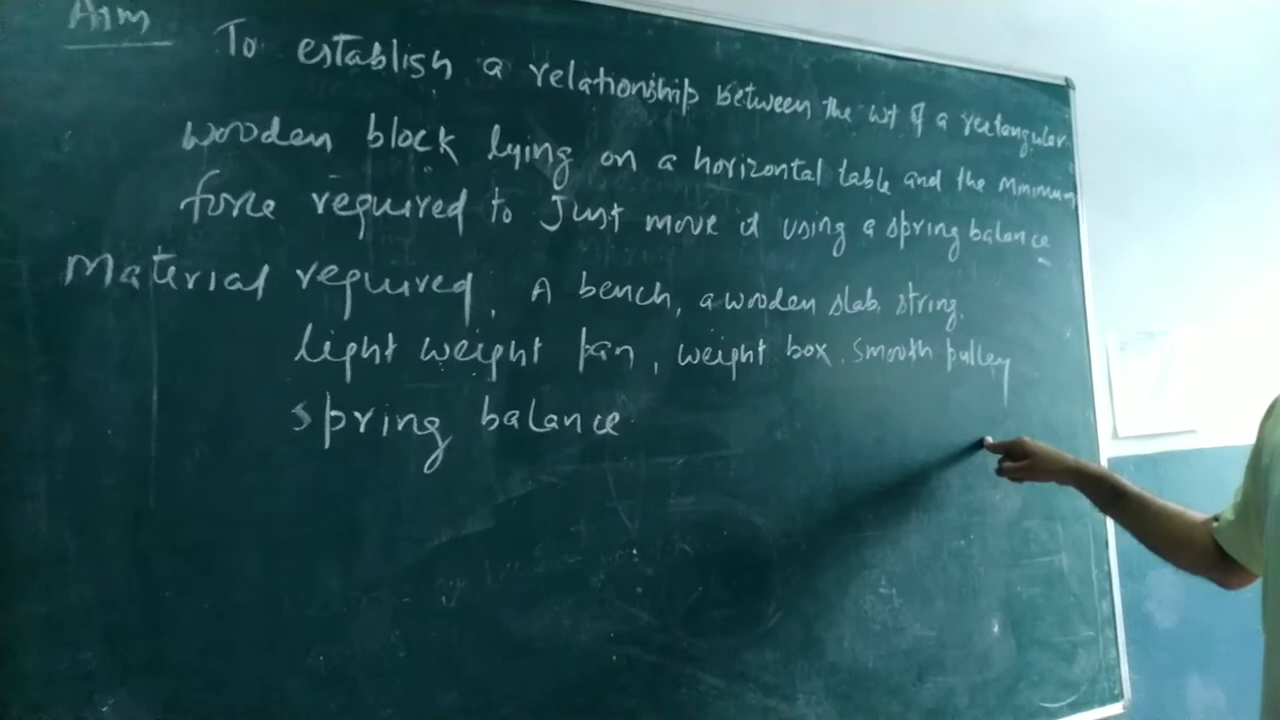 Aim To establish a relationship between the wt of a rectangular
wooden block lying on a horizontal table and the minimum
force required to Just move it using a spring balance
Material required. A bench, a wooden slab, string.
light weight pan, weight box. smooth pulley
spring balance